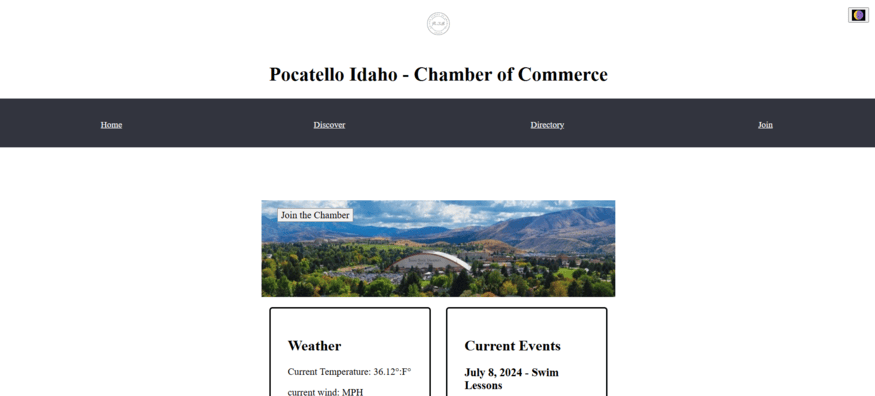 Pocatello Idaho - Chamber of Commerce
Home
Discover
Directory
Join
Join the Chamber
Weather
Current Temperature: 36.12°:F°
current wind: MPH
Current Events
July 8, 2024 - Swim
Lessons